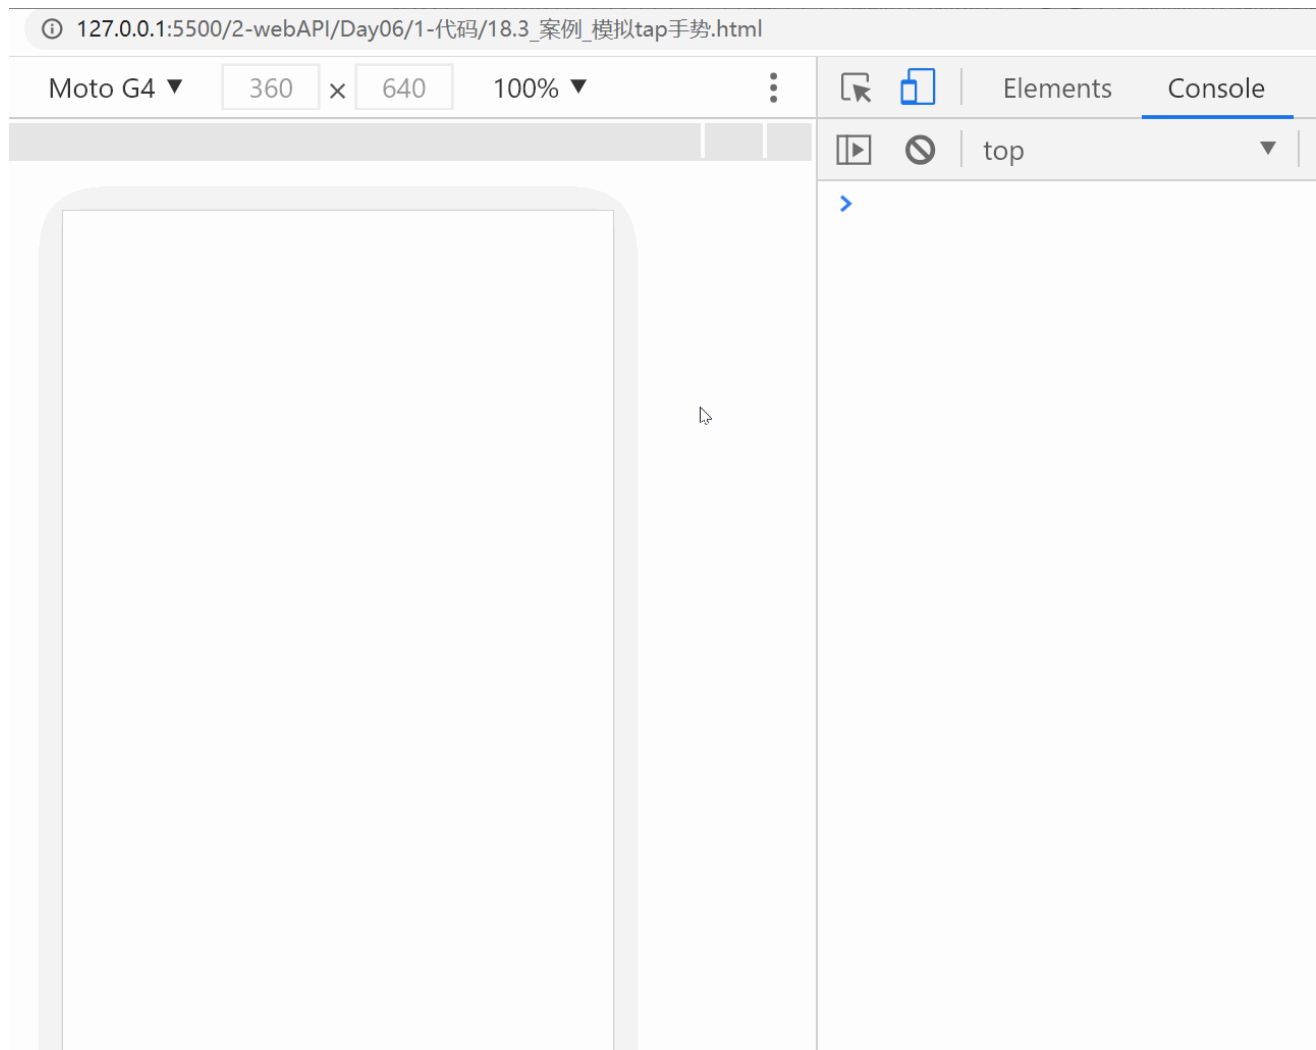 127.0.0.1:5500/2-webAPI/Day06/1-代码/18.3_案例_模拟tap手势.html
Moto G4 ▼ 360 × 640 100% ▼
Elements Console
top ▼